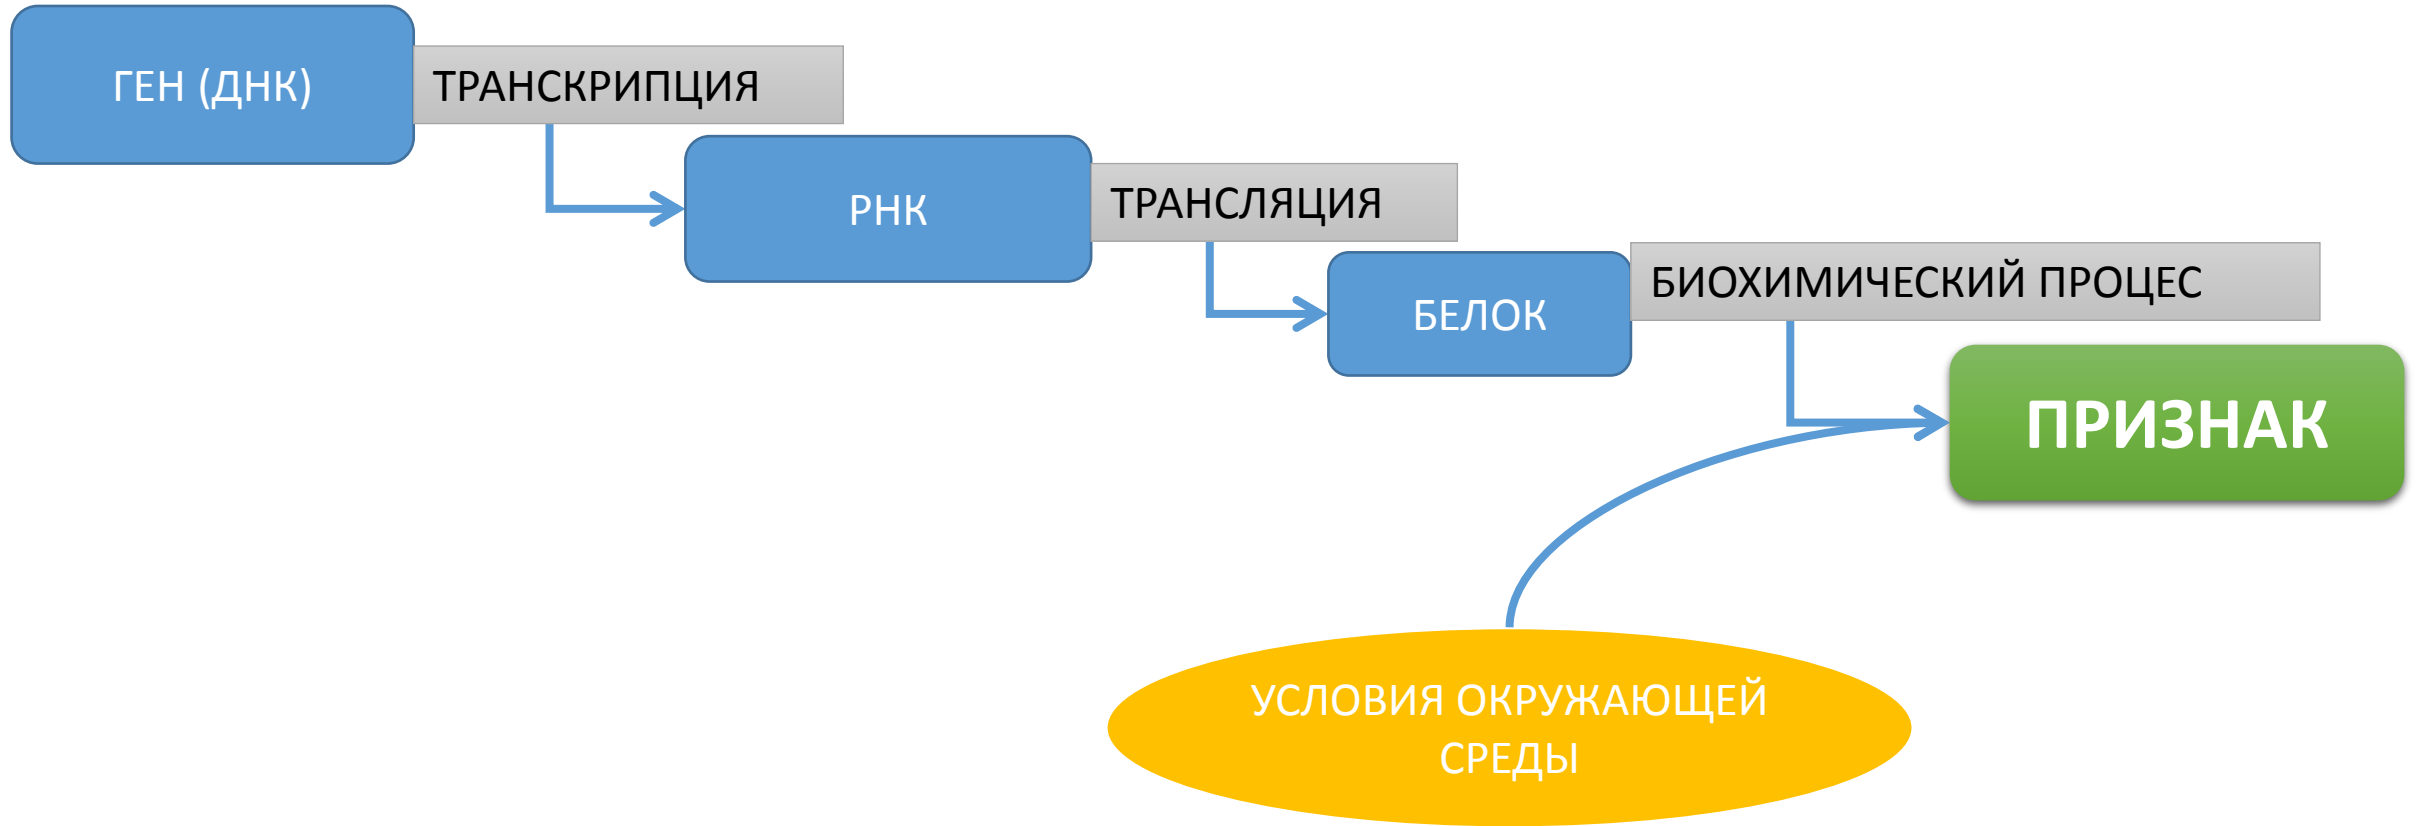 ГЕН (ДНК)
ТРАНСКРИПЦИЯ
РНК
ТРАНСЛЯЦИЯ
БЕЛОК
БИОХИМИЧЕСКИЙ ПРОЦЕС
ПРИЗНАК
УСЛОВИЯ ОКРУЖАЮЩЕЙ
СРЕДЫ